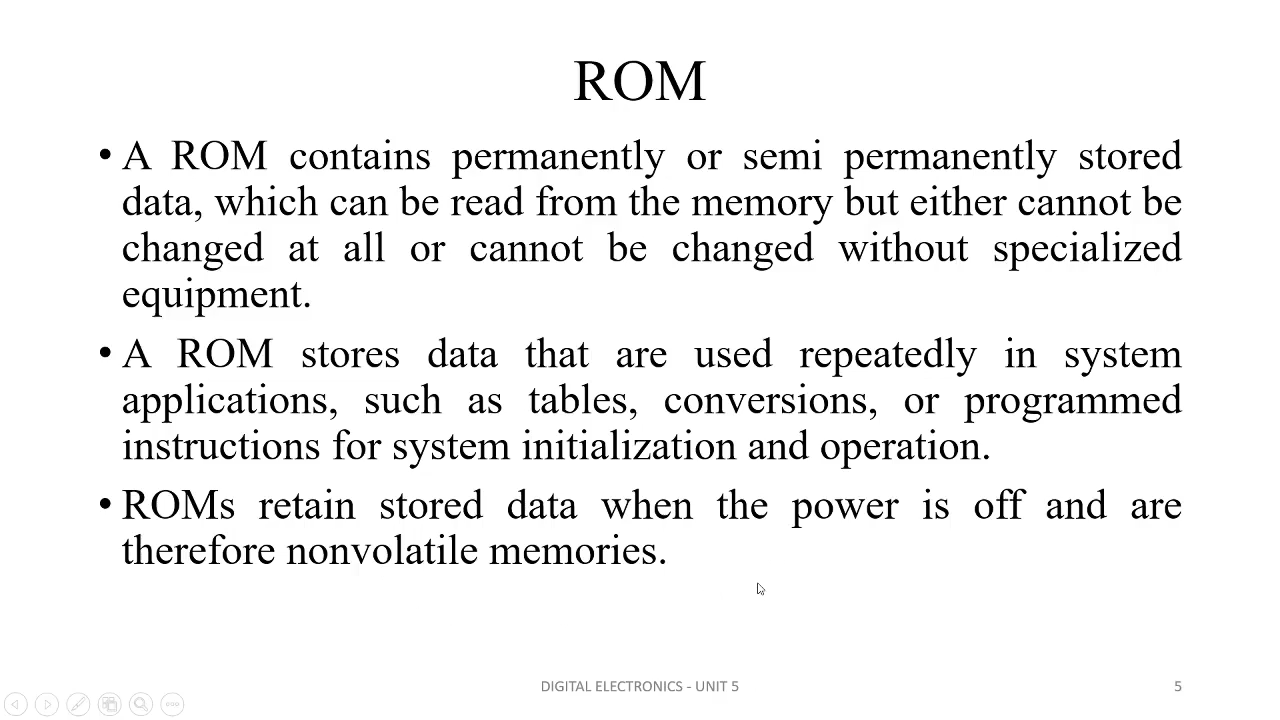 ROM
• A ROM contains permanently or semi permanently stored
data, which can be read from the memory but either cannot be
changed at all or cannot be changed without specialized
equipment.
• A ROM stores data that are used repeatedly in system
applications, such as tables, conversions, or programmed
instructions for system initialization and operation.
• ROMs retain stored data when the power is off and are
therefore nonvolatile memories.
DIGITAL ELECTRONICS - UNIT 5
5